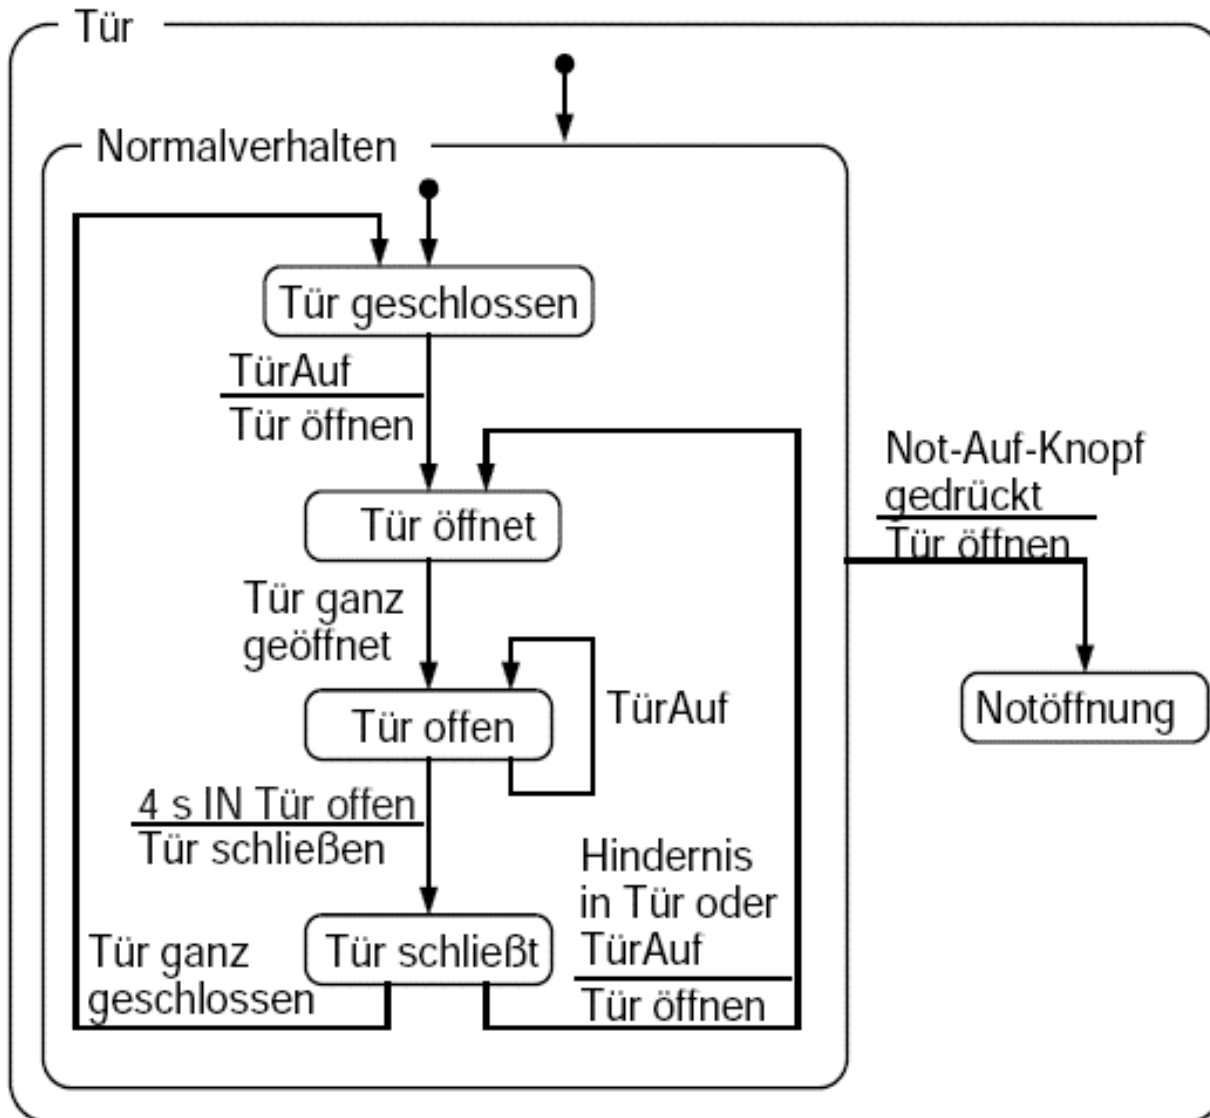 Tür
Normalverhalten
Tür geschlossen
TürAuf
Tür öffnen
Not-Auf-Knopf
gedrückt
Tür öffnen
Tür öffnet
Tür ganz
geöffnet
Tür offen
TürAuf
Notöffnung
4 s IN Tür offen
Tür schließen
Hindernis
in Tür oder
TürAuf
Tür öffnen
Tür schließt
Tür ganz
geschlossen